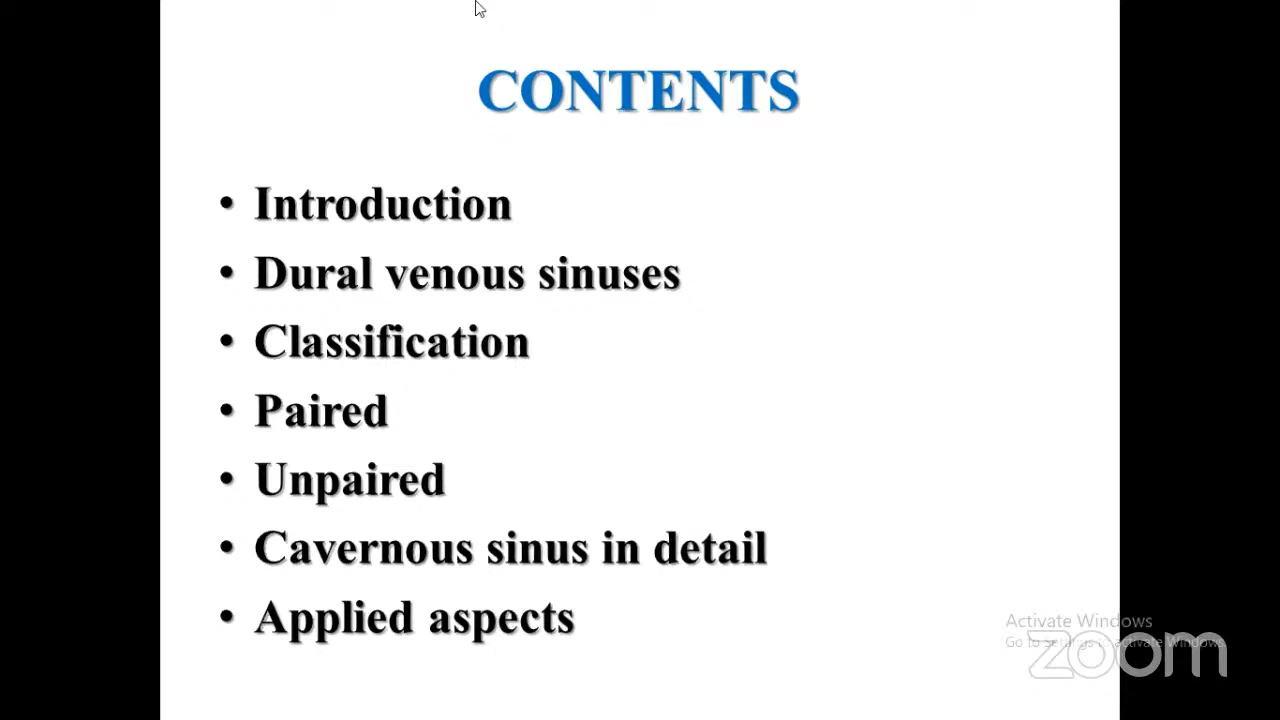 CONTENTS
• Introduction
• Dural venous sinuses
• Classification
• Paired
• Unpaired
• Cavernous sinus in detail
• Applied aspects
Activate Windows
Go to Settings to activate Windows.
zoom